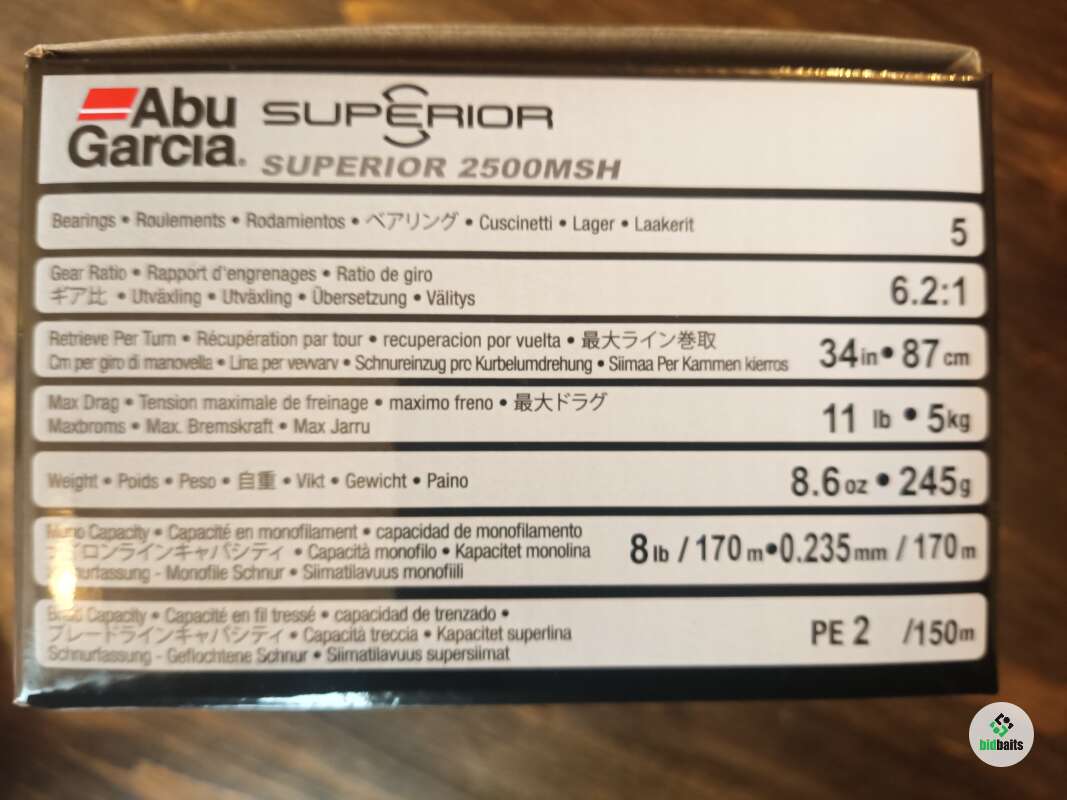 Abu
Garcia.
SUPERIOR
SUPERIOR 2500MSH
Bearings • Roulements • Rodamientos • ベアリング • Cuscinetti • Lager • Laakerit
5
Gear Ratio • Rapport d'engrenages • Ratio de giro
ギア比 • Utväxling • Utväxling • Übersetzung • Välitys
6.2:1
Retrieve Per Turn • Récupération par tour • recuperacion por vuelta • 最大ライン巻取
Cm per giro di manovella • Lina per vevvarv • Schnureinzug pro Kurbelumdrehung • Siimaa Per Kammen kierros
34in • 87cm
Max Drag • Tension maximale de freinage • maximo freno • 最大ドラグ
Maxbroms • Max. Bremskraft • Max Jarru
11 lb • 5kg
Weight • Poids • Peso • 自重 • Vikt • Gewicht • Paino
8.6oz • 245g
Mono Capacity • Capacité en monofilament • capacidad de monofilamento
ナイロンラインキャパシティ • Capacità monofilo • Kapacitet monolina
Schnurfassung - Monofile Schnur • Siimatilavuus monofiili
8lb / 170m•0.235mm / 170m
Braid Capacity • Capacité en fil tressé • capacidad de trenzado •
ブレードラインキャパシティ • Capacità treccia • Kapacitet superlina
Schnurfassung - Geflochtene Schnur • Siimatilavuus supersiimat
PE 2 /150m
bidbaits